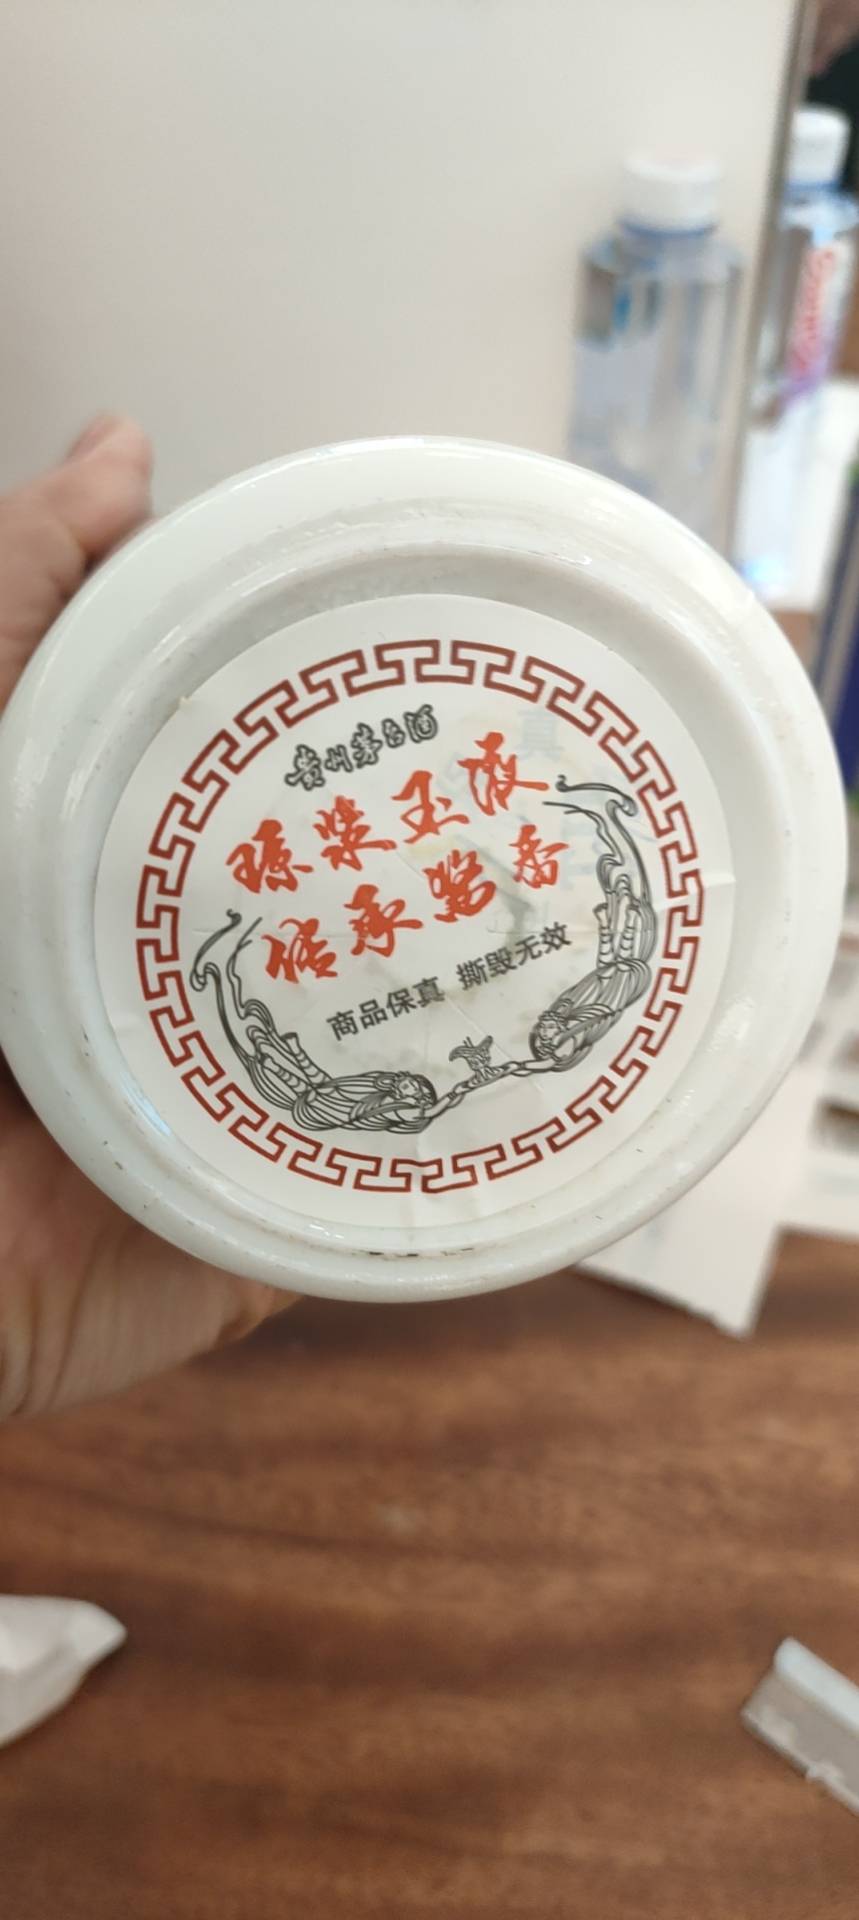 贵州茅台酒
琼浆玉液
传承酱香
商品保真 撕毁无效
真